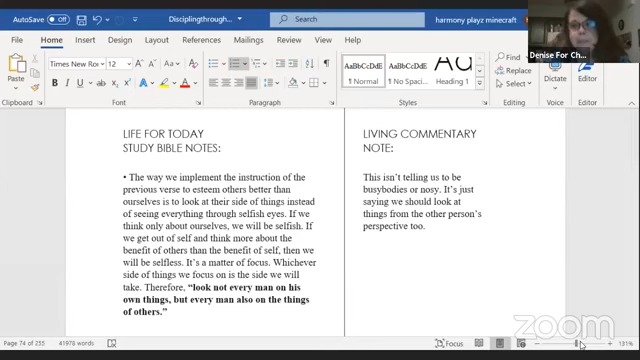 AutoSave Off
Disciplingthrough...
Search
harmony playz minecraft
Denise For Ch...
File Home Insert Draw Design Layout References Mailings Review View Help
Paste
Times New Ror 12
Clipboard
Font
Paragraph
AaBbCcDdE AaBbCcDdE AaBbCcD
Normal No Spaci... Heading 1
Styles
Find
Replace
Select
Editing
Dictate
Voice
Editor
Editor
LIFE FOR TODAY
STUDY BIBLE NOTES:
• The way we implement the instruction of the
previous verse to esteem others better than
ourselves is to look at their side of things instead
of seeing everything through selfish eyes. If we
think only about ourselves, we will be selfish. If
we get out of self and think more about the
benefit of others than the benefit of self, then we
will be selfless. It's a matter of focus. Whichever
side of things we focus on is the side we will
take. Therefore, “look not every man on his
own things, but every man also on the things
of others.”
LIVING COMMENTARY
NOTE:
This isn't telling us to be
busybodies or nosy. It's just
saying we should look at
things from the other person's
perspective too.
zoom
Page 74 of 255 41978 words
Focus
131%